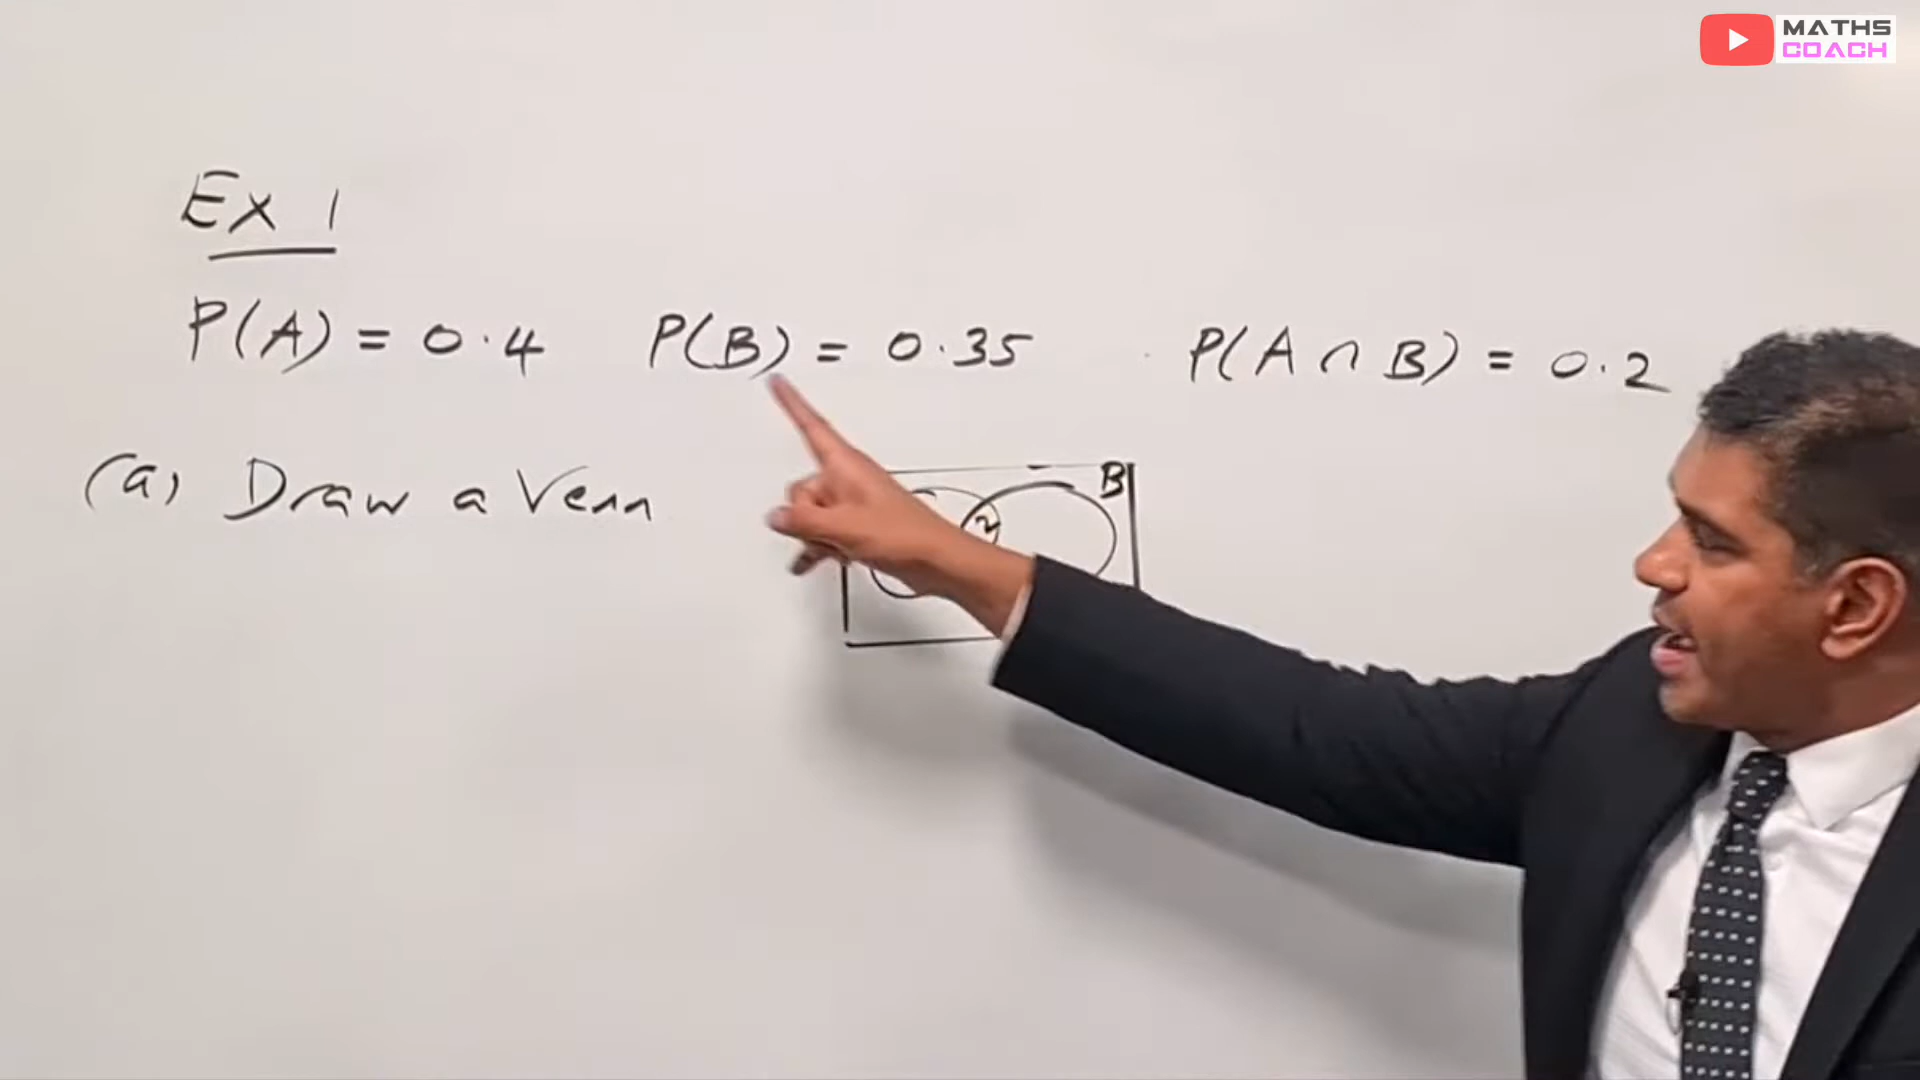 MATHS
COACH
Ex 1
P(A) = 0.4 P(B) = 0.35 P(A ∩ B) = 0.2
(a) Draw a Venn
B